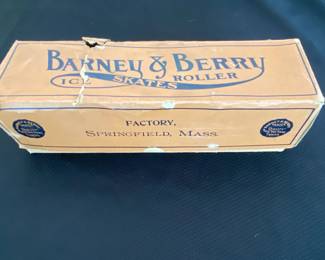 BARNEY & BERRY
ICE SKATES ROLLER
FACTORY,
SPRINGFIELD, MASS.